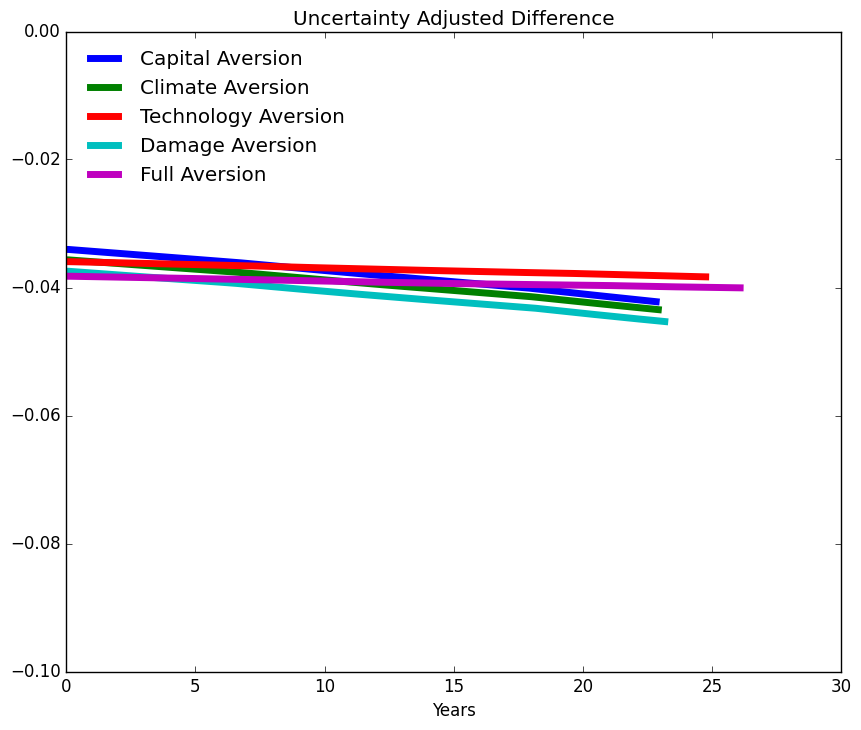 Uncertainty Adjusted Difference
0.00
−0.02
−0.04
−0.06
−0.08
−0.10
Capital Aversion
Climate Aversion
Technology Aversion
Damage Aversion
Full Aversion
0 5 10 15 20 25 30
Years